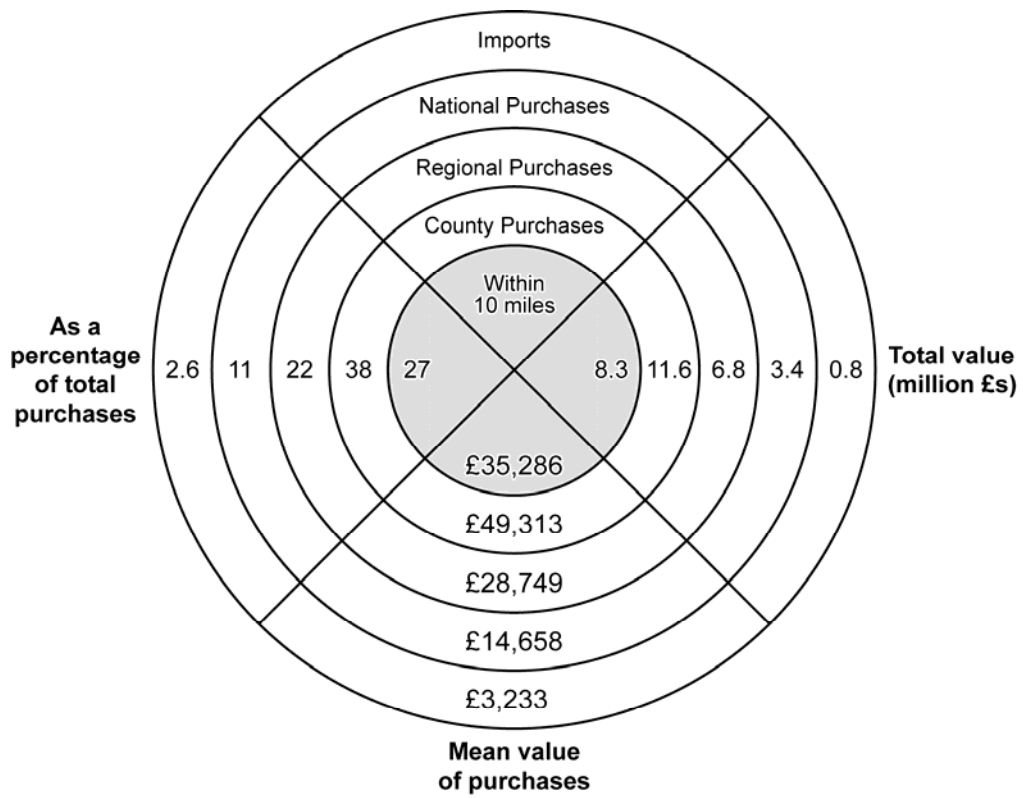 Imports
National Purchases
Regional Purchases
County Purchases
Within
10 miles
As a
percentage
of total
purchases
2.6 11 22 38 27 8.3 11.6 6.8 3.4 0.8
Total value
(million £s)
£35,286
£49,313
£28,749
£14,658
£3,233
Mean value
of purchases